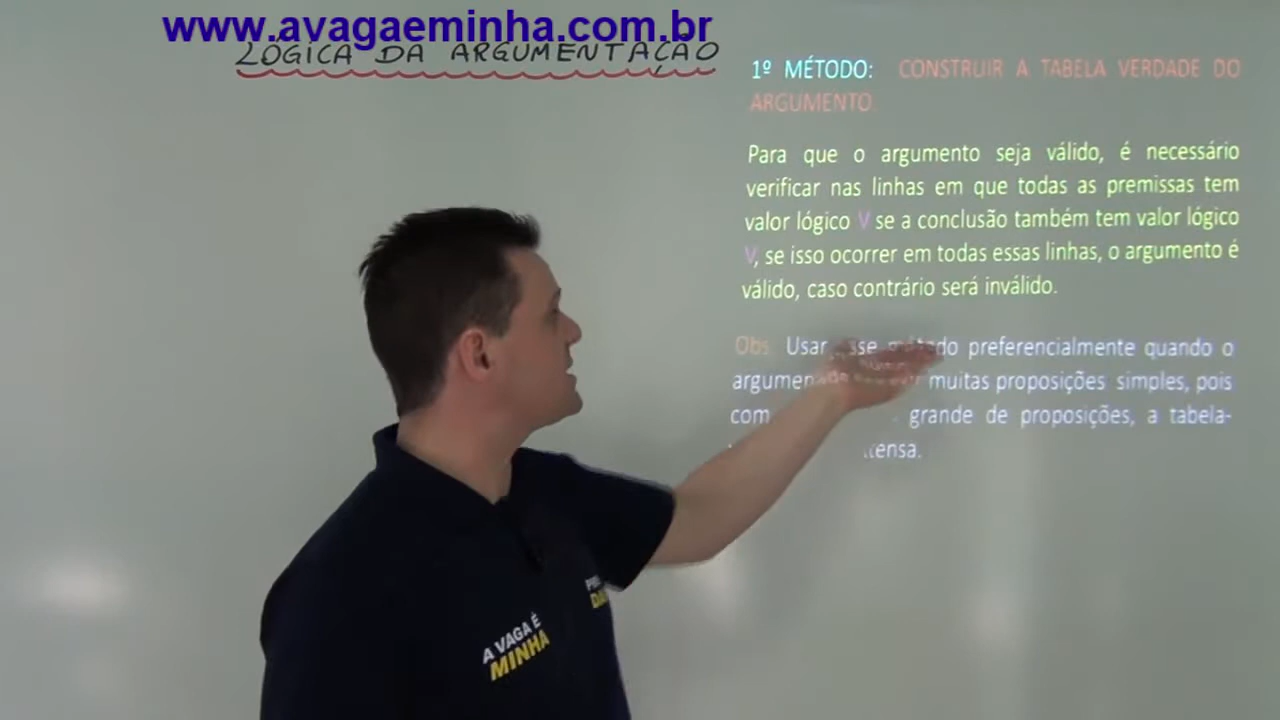 www.avagaeminha.com.br
LÓGICA DA ARGUMENTAÇÃO
1º MÉTODO: CONSTRUIR A TABELA VERDADE DO
ARGUMENTO.
Para que o argumento seja válido, é necessário
verificar nas linhas em que todas as premissas tem
valor lógico V se a conclusão também tem valor lógico
V, se isso ocorrer em todas essas linhas, o argumento é
válido, caso contrário será inválido.
Obs. Usar esse método preferencialmente quando o
muitas proposições simples, pois
com grande de proposições, a tabela-
A VAGA É
MINHA